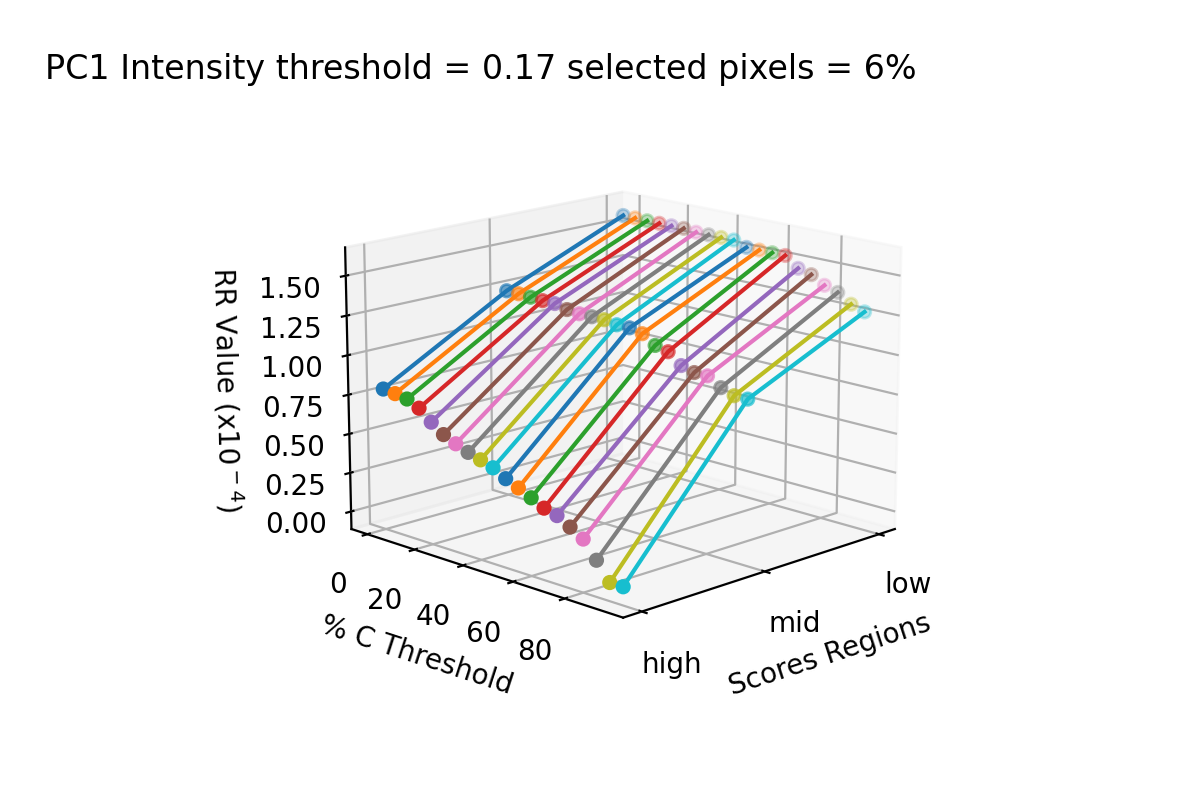 PC1 Intensity threshold = 0.17 selected pixels = 6%
RR Value (x10⁻⁴)
1.50
1.25
1.00
0.75
0.50
0.25
0.00
0
20
40
60
80
% C Threshold
high
mid
low
Scores Regions